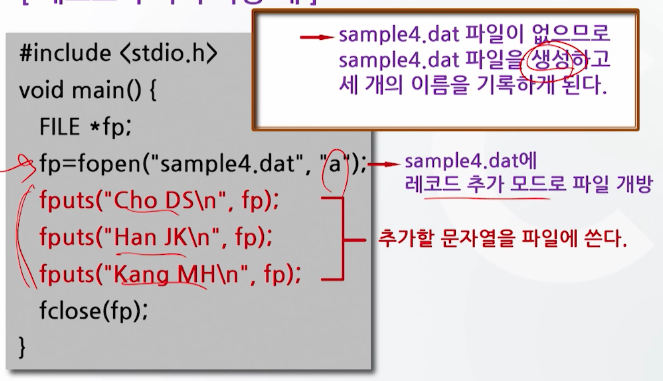 sample4.dat 파일이 없으므로
sample4.dat 파일을 생성하고
세 개의 이름을 기록하게 된다.
#include <stdio.h>
void main() {
FILE *fp;
fp=fopen("sample4.dat", "a");
sample4.dat에
레코드 추가 모드로 파일 개방
fputs("Cho DS\n", fp);
fputs("Han JK\n", fp);
추가할 문자열을 파일에 쓴다.
fputs("Kang MH\n", fp);
fclose(fp);
}